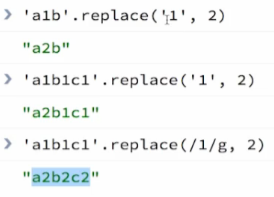 > 'a1b'.replace('1', 2)
"a2b"
> 'a1b1c1'.replace('1', 2)
"a2b1c1"
> 'a1b1c1'.replace(/1/g, 2)
"a2b2c2"